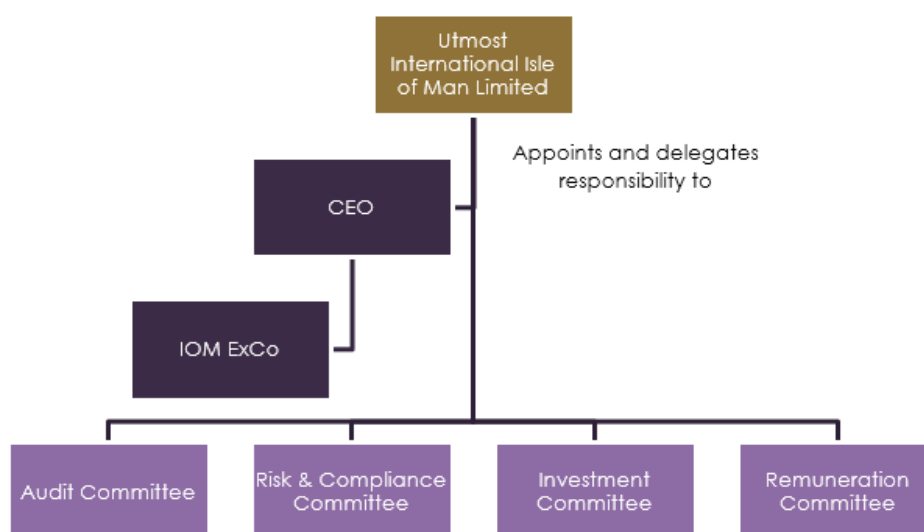 Utmost
International Isle
of Man Limited
Appoints and delegates
responsibility to
CEO
IOM ExCo
Audit Committee
Risk & Compliance
Committee
Investment
Committee
Remuneration
Committee